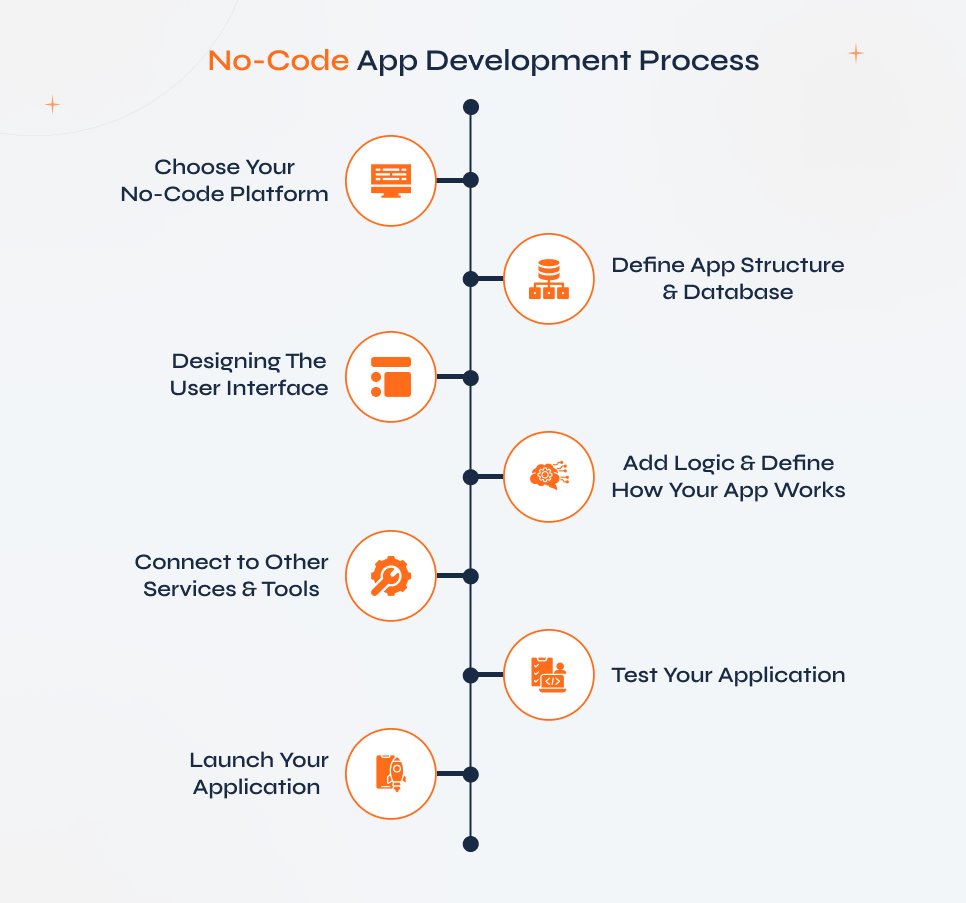 No-Code App Development Process
Choose Your
No-Code Platform
Define App Structure
& Database
Designing The
User Interface
Add Logic & Define
How Your App Works
Connect to Other
Services & Tools
Test Your Application
Launch Your
Application